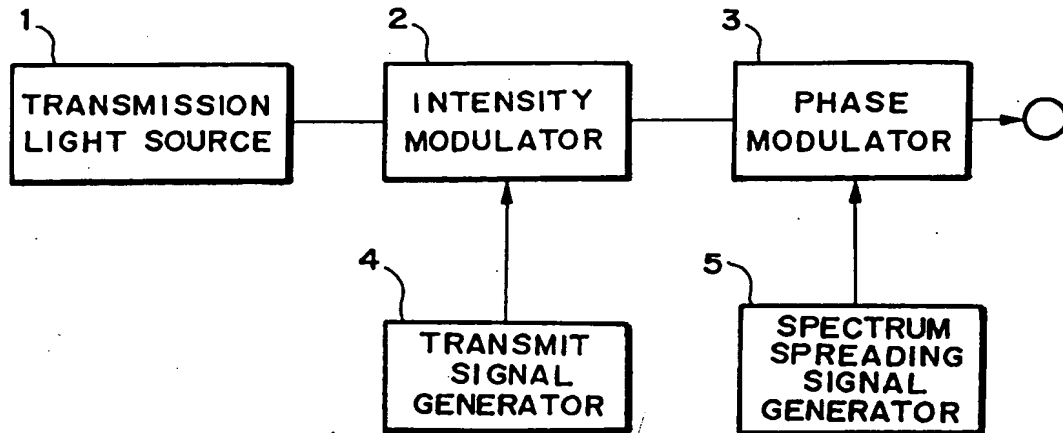 1
TRANSMISSION
LIGHT SOURCE
2
INTENSITY
MODULATOR
3
PHASE
MODULATOR
4
TRANSMIT
SIGNAL
GENERATOR
5
SPECTRUM
SPREADING
SIGNAL
GENERATOR